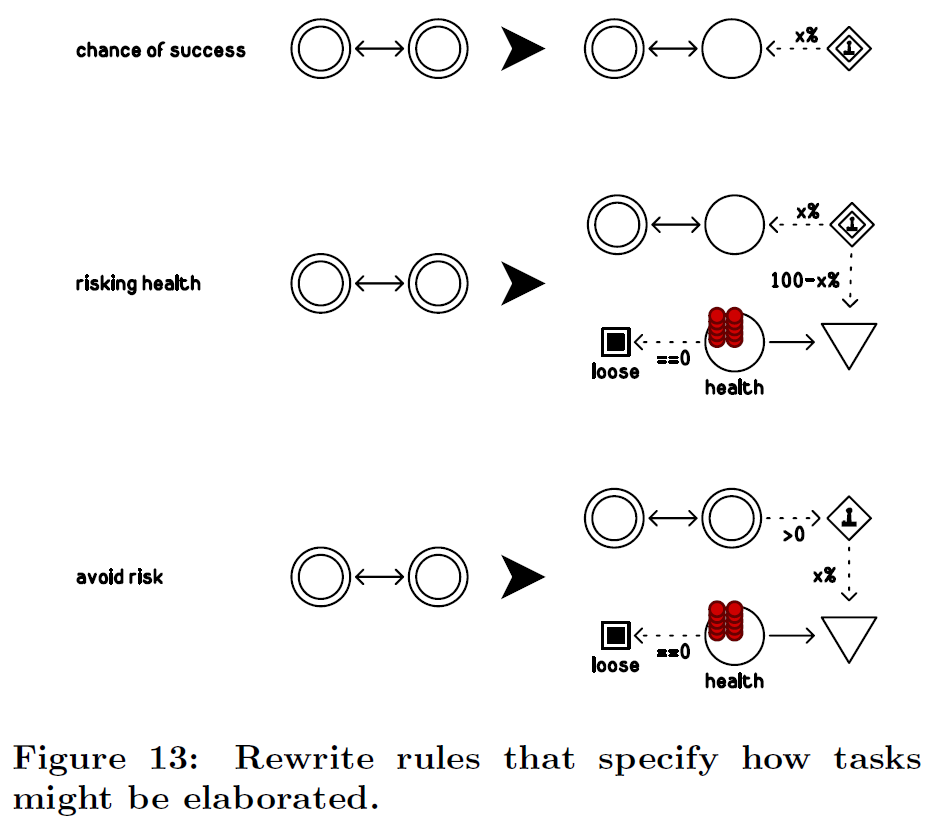 chance of success
x%
risking health
x%
100-x%
==0
loose
health
avoid risk
>0
x%
==0
loose
health
Figure 13: Rewrite rules that specify how tasks
might be elaborated.